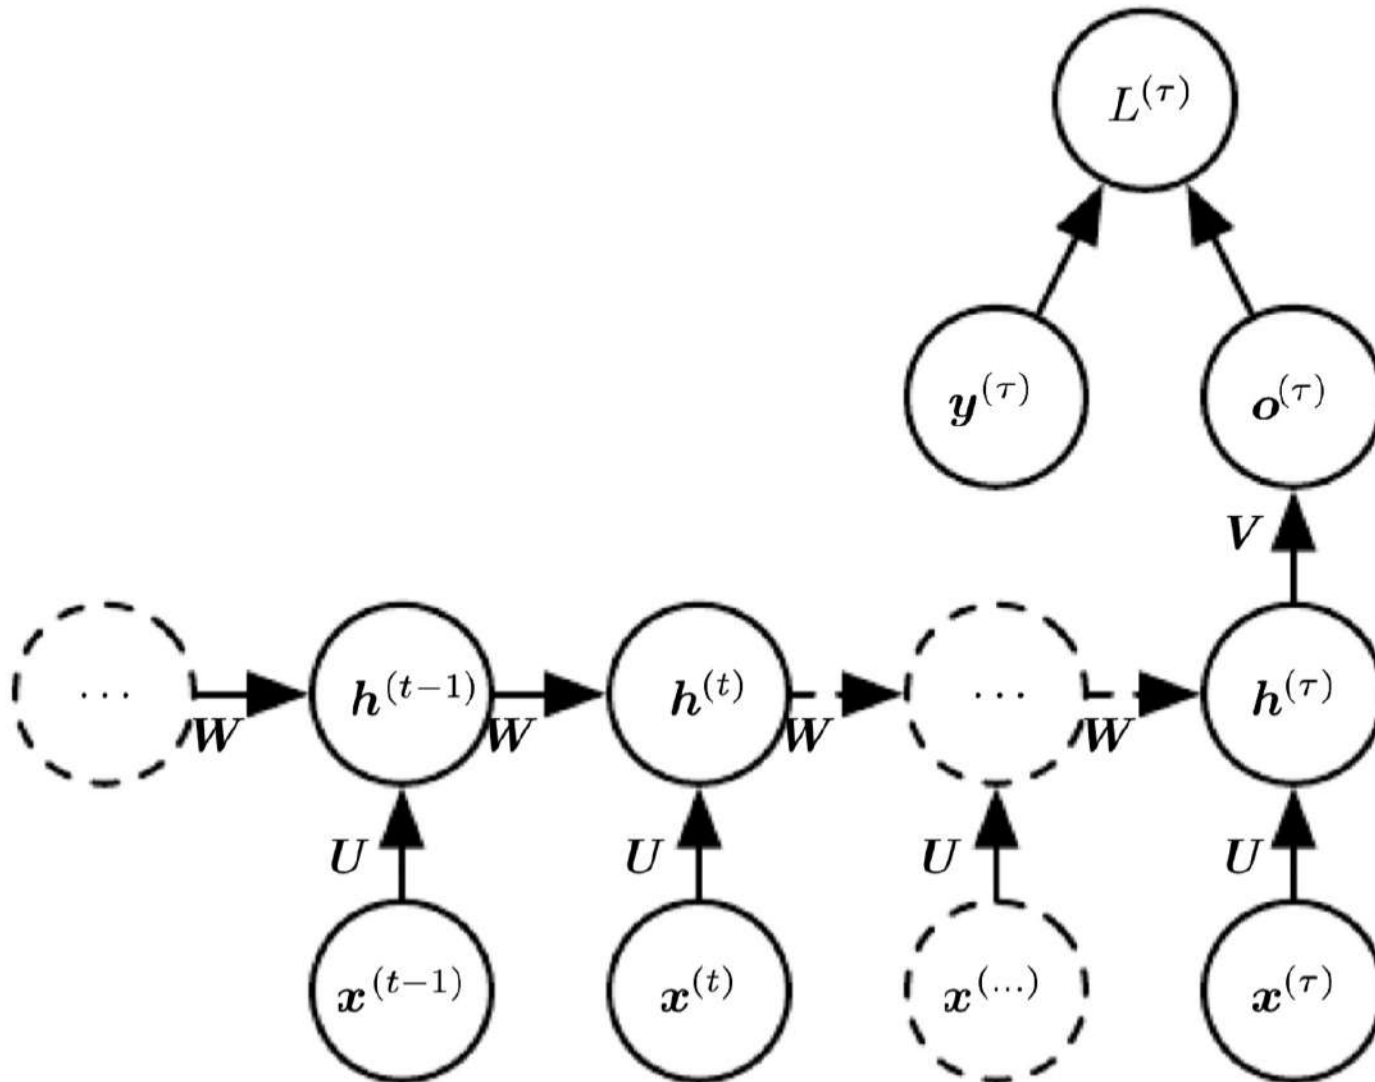 L^(τ)
y^(τ) o^(τ)
V
... h^(t−1) h^(t) ... h^(τ)
W W W W
U U U U
x^(t−1) x^(t) x^(...) x^(τ)